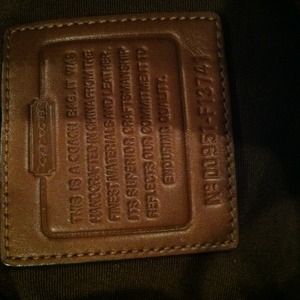 COACH
THIS IS A COACH BAG. IT WAS
HANDCRAFTED IN CHINA FROM THE
FINEST MATERIALS AND LEATHER.
ITS SUPERIOR CRAFTSMANSHIP
REFLECTS OUR COMMITMENT TO
ENDURING QUALITY.